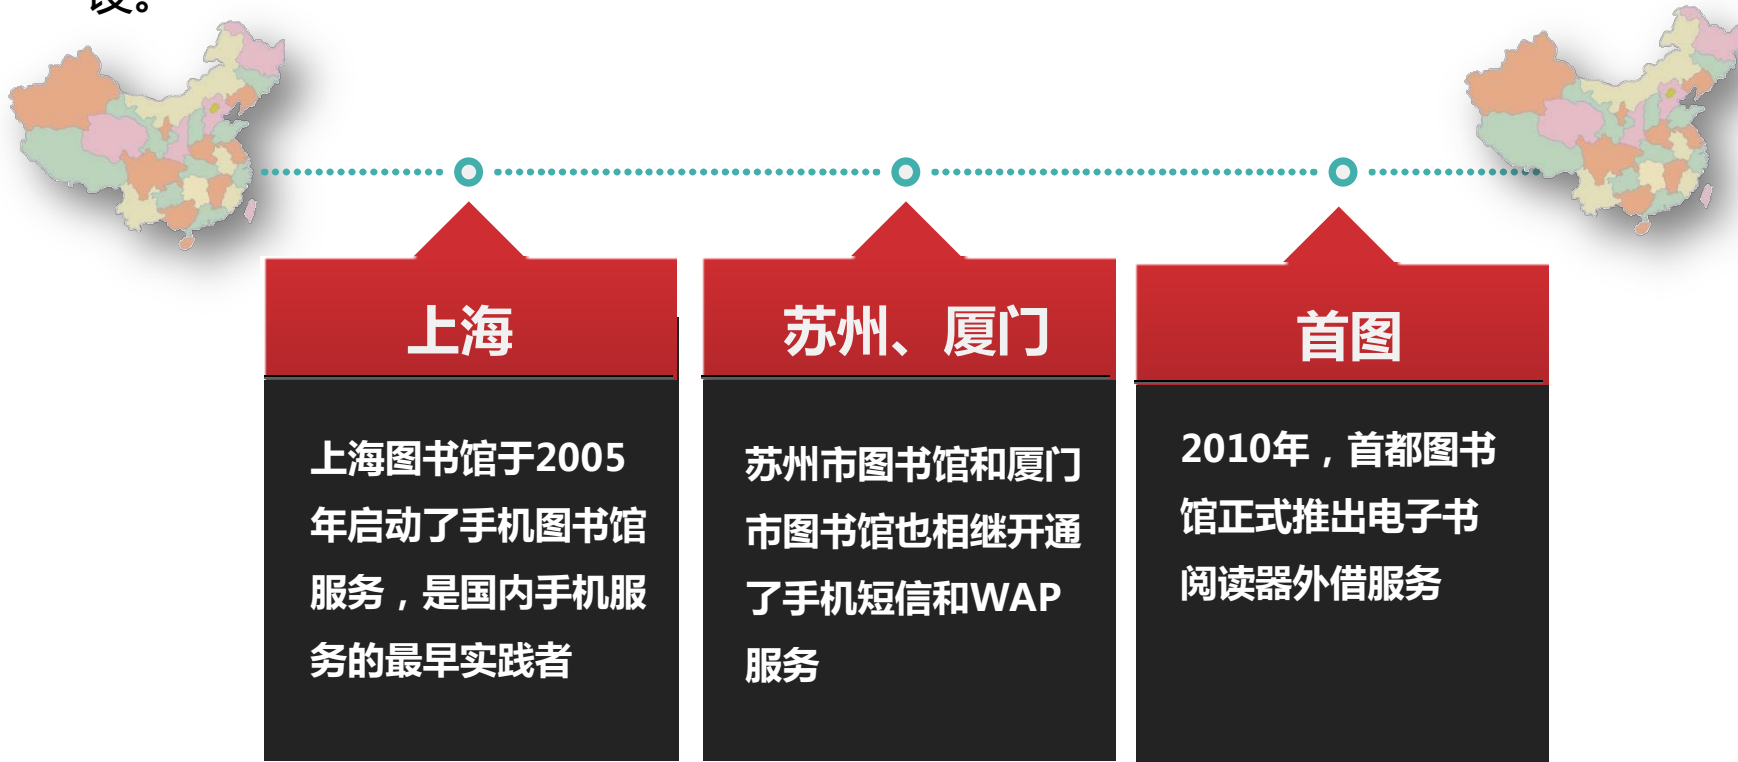 上海
上海图书馆于2005
年启动了手机图书馆
服务，是国内手机服
务的最早实践者
苏州、厦门
苏州市图书馆和厦门
市图书馆也相继开通
了手机短信和WAP
服务
首图
2010年，首都图书
馆正式推出电子书
阅读器外借服务